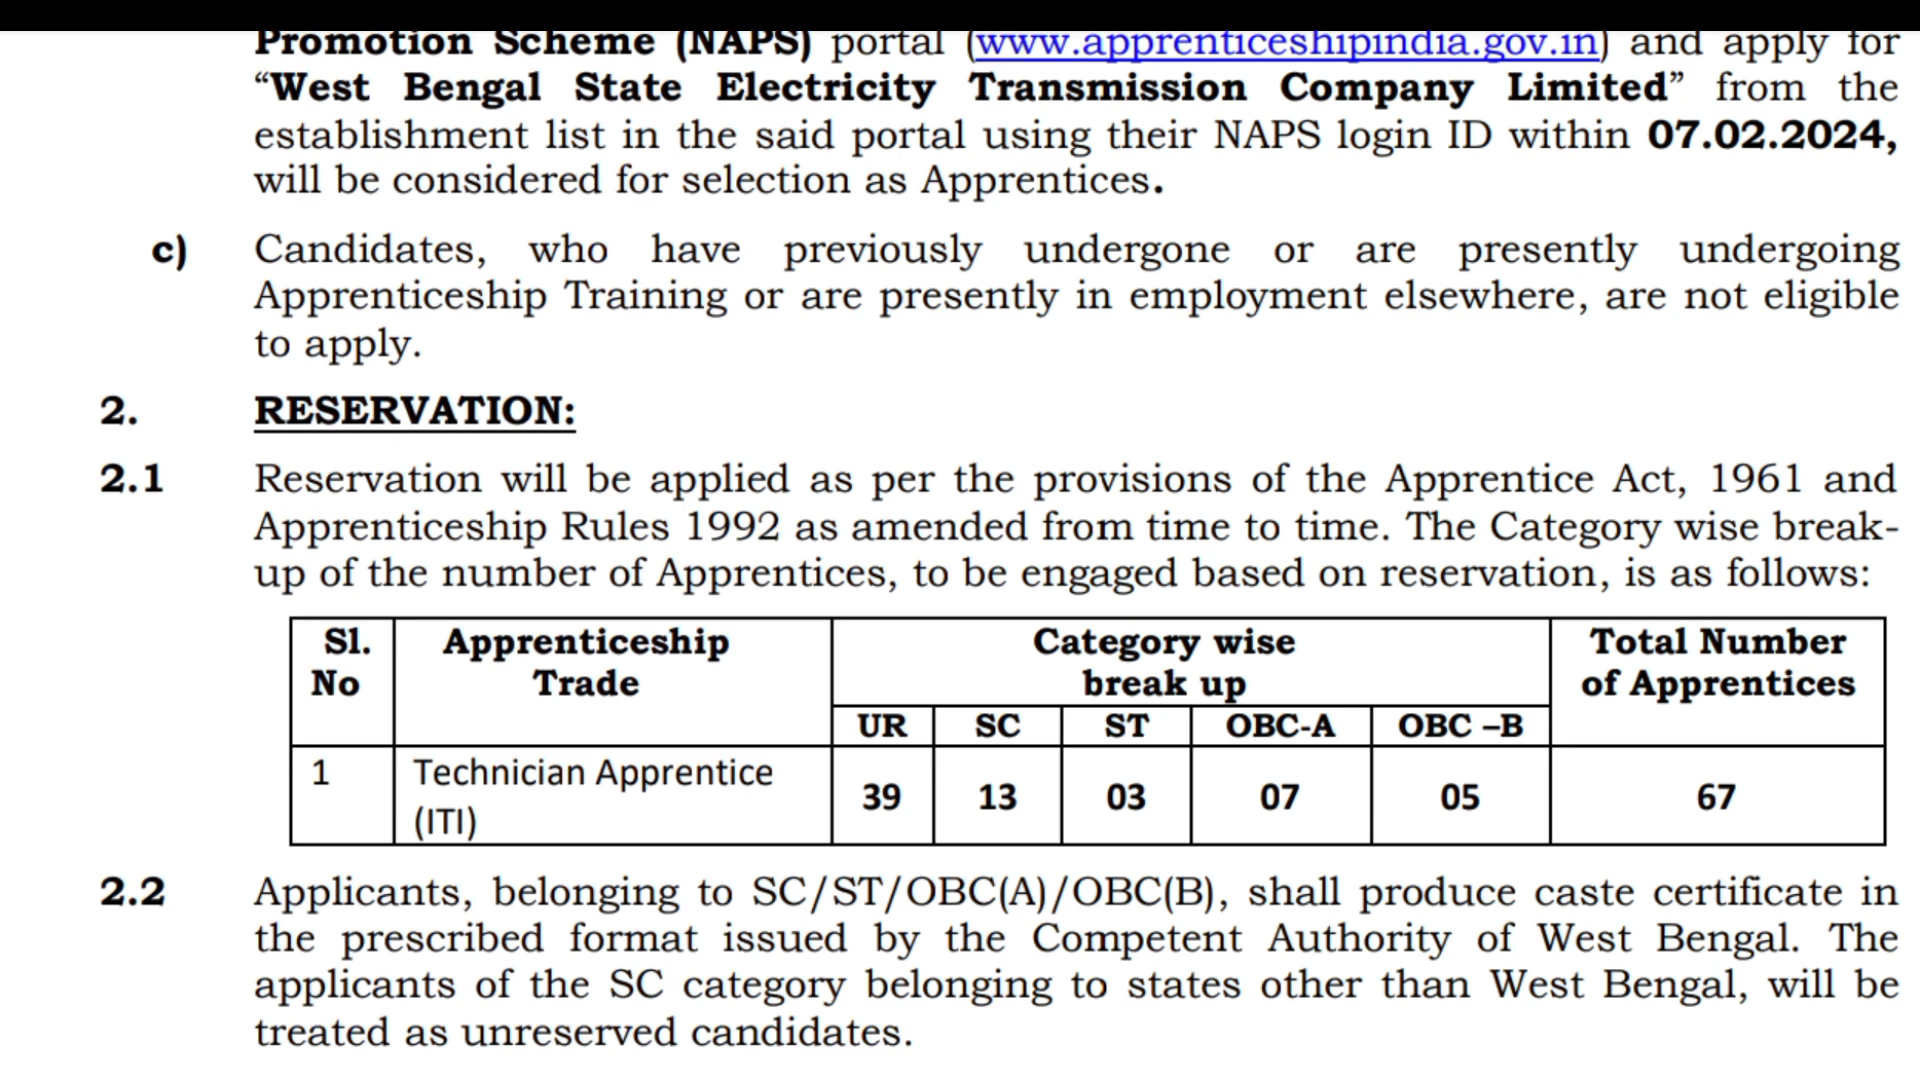 Promotion Scheme (NAPS) portal (www.apprenticeshipindia.gov.in) and apply for
“West Bengal State Electricity Transmission Company Limited” from the
establishment list in the said portal using their NAPS login ID within 07.02.2024,
will be considered for selection as Apprentices.
c) Candidates, who have previously undergone or are presently undergoing
Apprenticeship Training or are presently in employment elsewhere, are not eligible
to apply.
2. RESERVATION:
2.1 Reservation will be applied as per the provisions of the Apprentice Act, 1961 and
Apprenticeship Rules 1992 as amended from time to time. The Category wise break-
up of the number of Apprentices, to be engaged based on reservation, is as follows:
Sl. Apprenticeship Category wise Total Number
No Trade break up of Apprentices
UR SC ST OBC-A OBC –B
1 Technician Apprentice
(ITI) 39 13 03 07 05 67
2.2 Applicants, belonging to SC/ST/OBC(A)/OBC(B), shall produce caste certificate in
the prescribed format issued by the Competent Authority of West Bengal. The
applicants of the SC category belonging to states other than West Bengal, will be
treated as unreserved candidates.